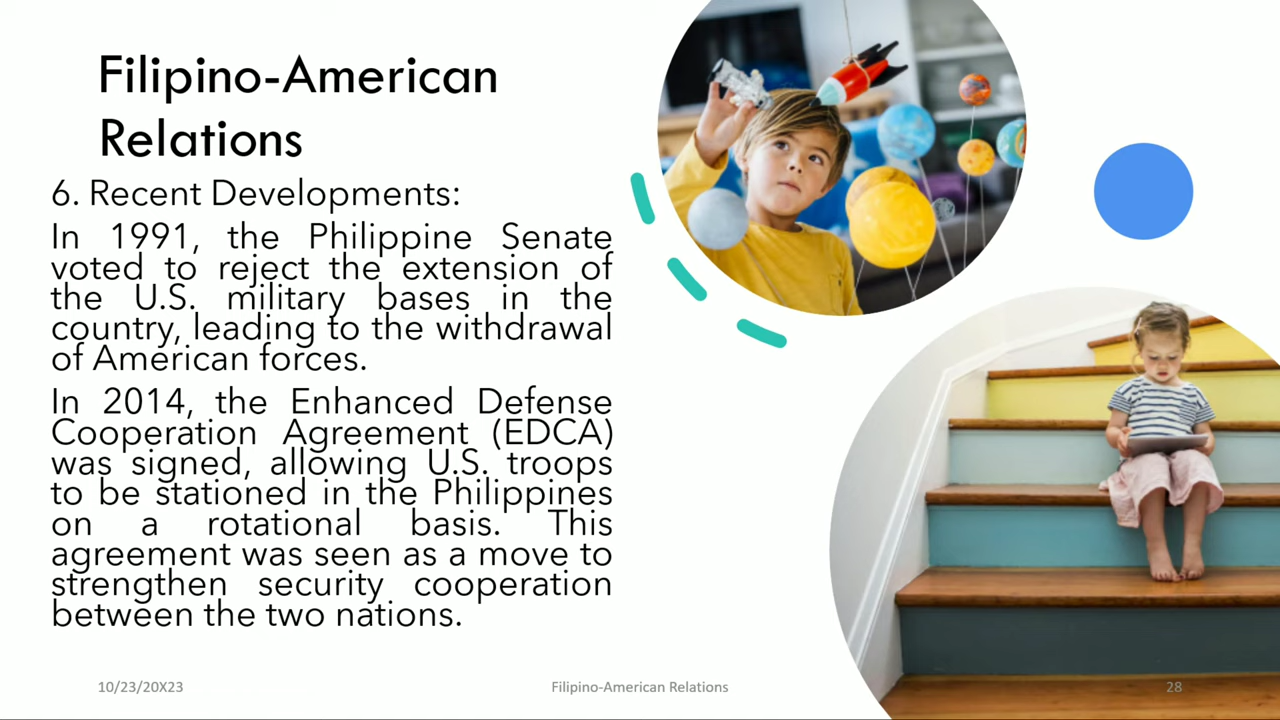 Filipino-American
Relations
6. Recent Developments:
In 1991, the Philippine Senate
voted to reject the extension of
the U.S. military bases in the
country, leading to the withdrawal
of American forces.
In 2014, the Enhanced Defense
Cooperation Agreement (EDCA)
was signed, allowing U.S. troops
to be stationed in the Philippines
on a rotational basis. This
agreement was seen as a move to
strengthen security cooperation
between the two nations.
10/23/20X23
Filipino-American Relations
28